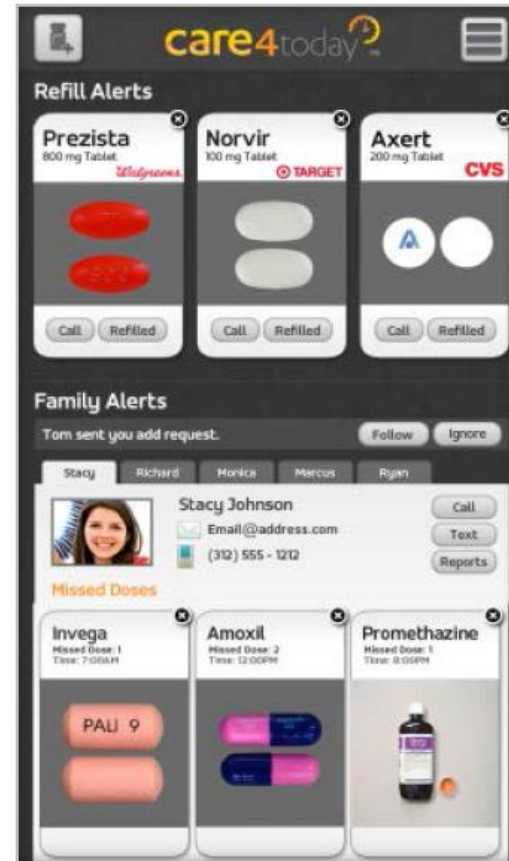 care4today
Refill Alerts
Prezista
800 mg Tablet
Walgreens
Norvir
100 mg Tablet
TARGET
Axert
200 mg Tablet
CVS
A
Call Refilled
Call Refilled
Call Refilled
Family Alerts
Tom sent you add request.
Follow Ignore
Stacy Richard Monica Marcus Ryan
Stacy Johnson
Email@address.com
(312) 555 - 1212
Call
Text
Reports
Missed Doses
Invega
Missed Dose: 1
Time: 7:00AM
Amoxil
Missed Dose: 2
Time: 12:00PM
Promethazine
Missed Dose: 1
Time: 8:00PM
PALI 9